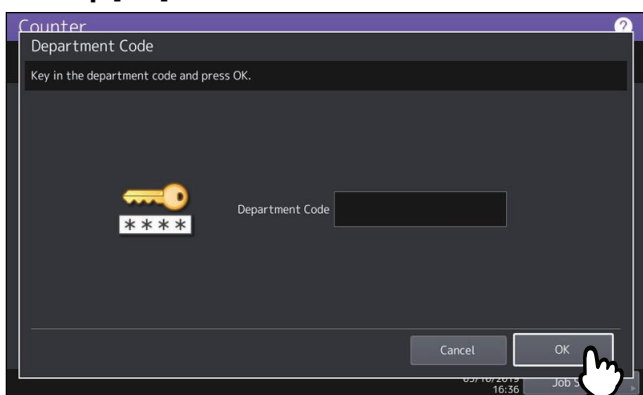 Counter
?
Department Code
Key in the department code and press OK.
* * * *
Department Code
Cancel
OK
16:36
Job S